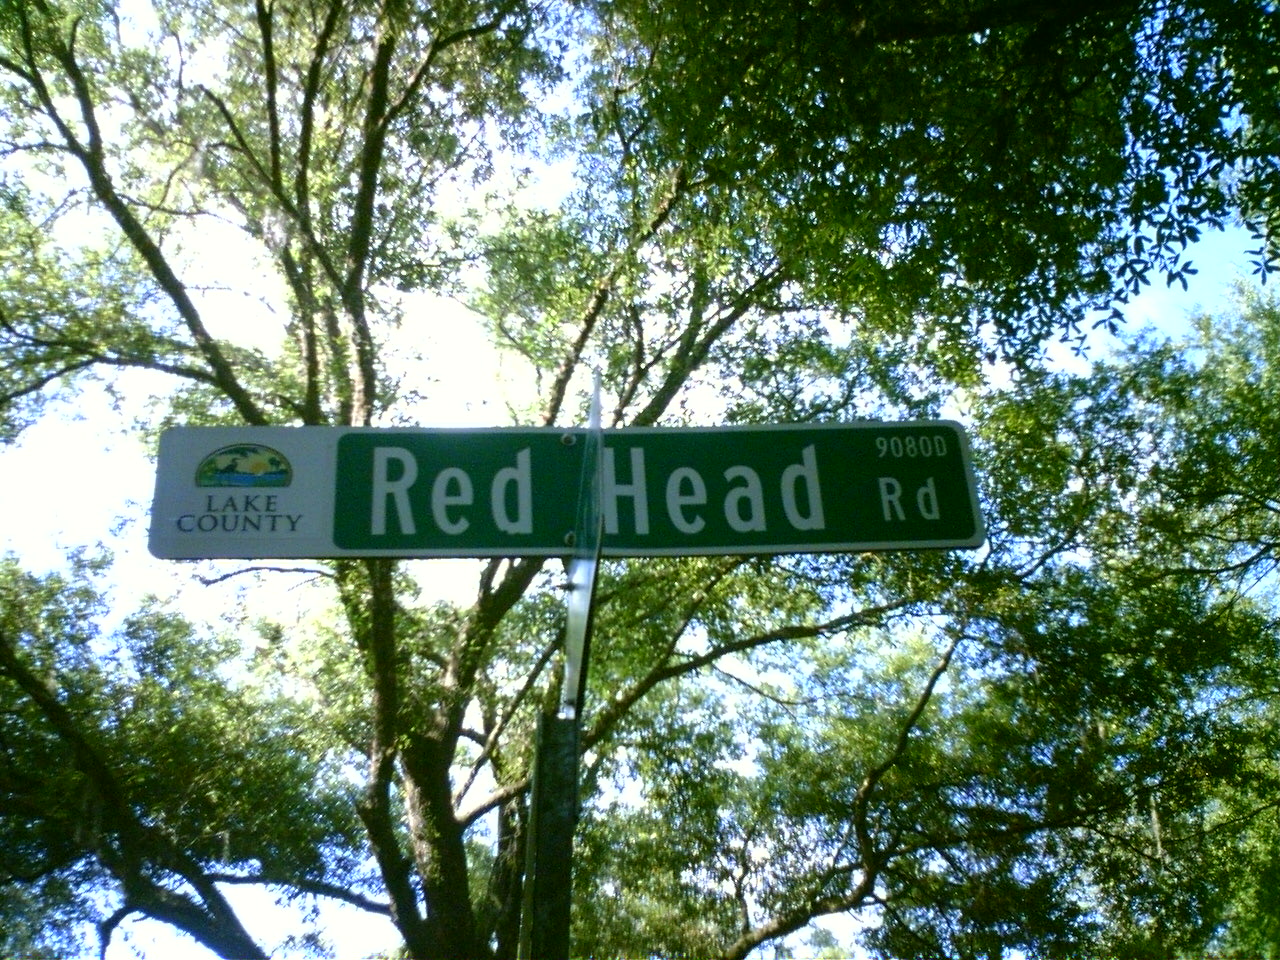 LAKE
COUNTY
Red Head Rd
9080D